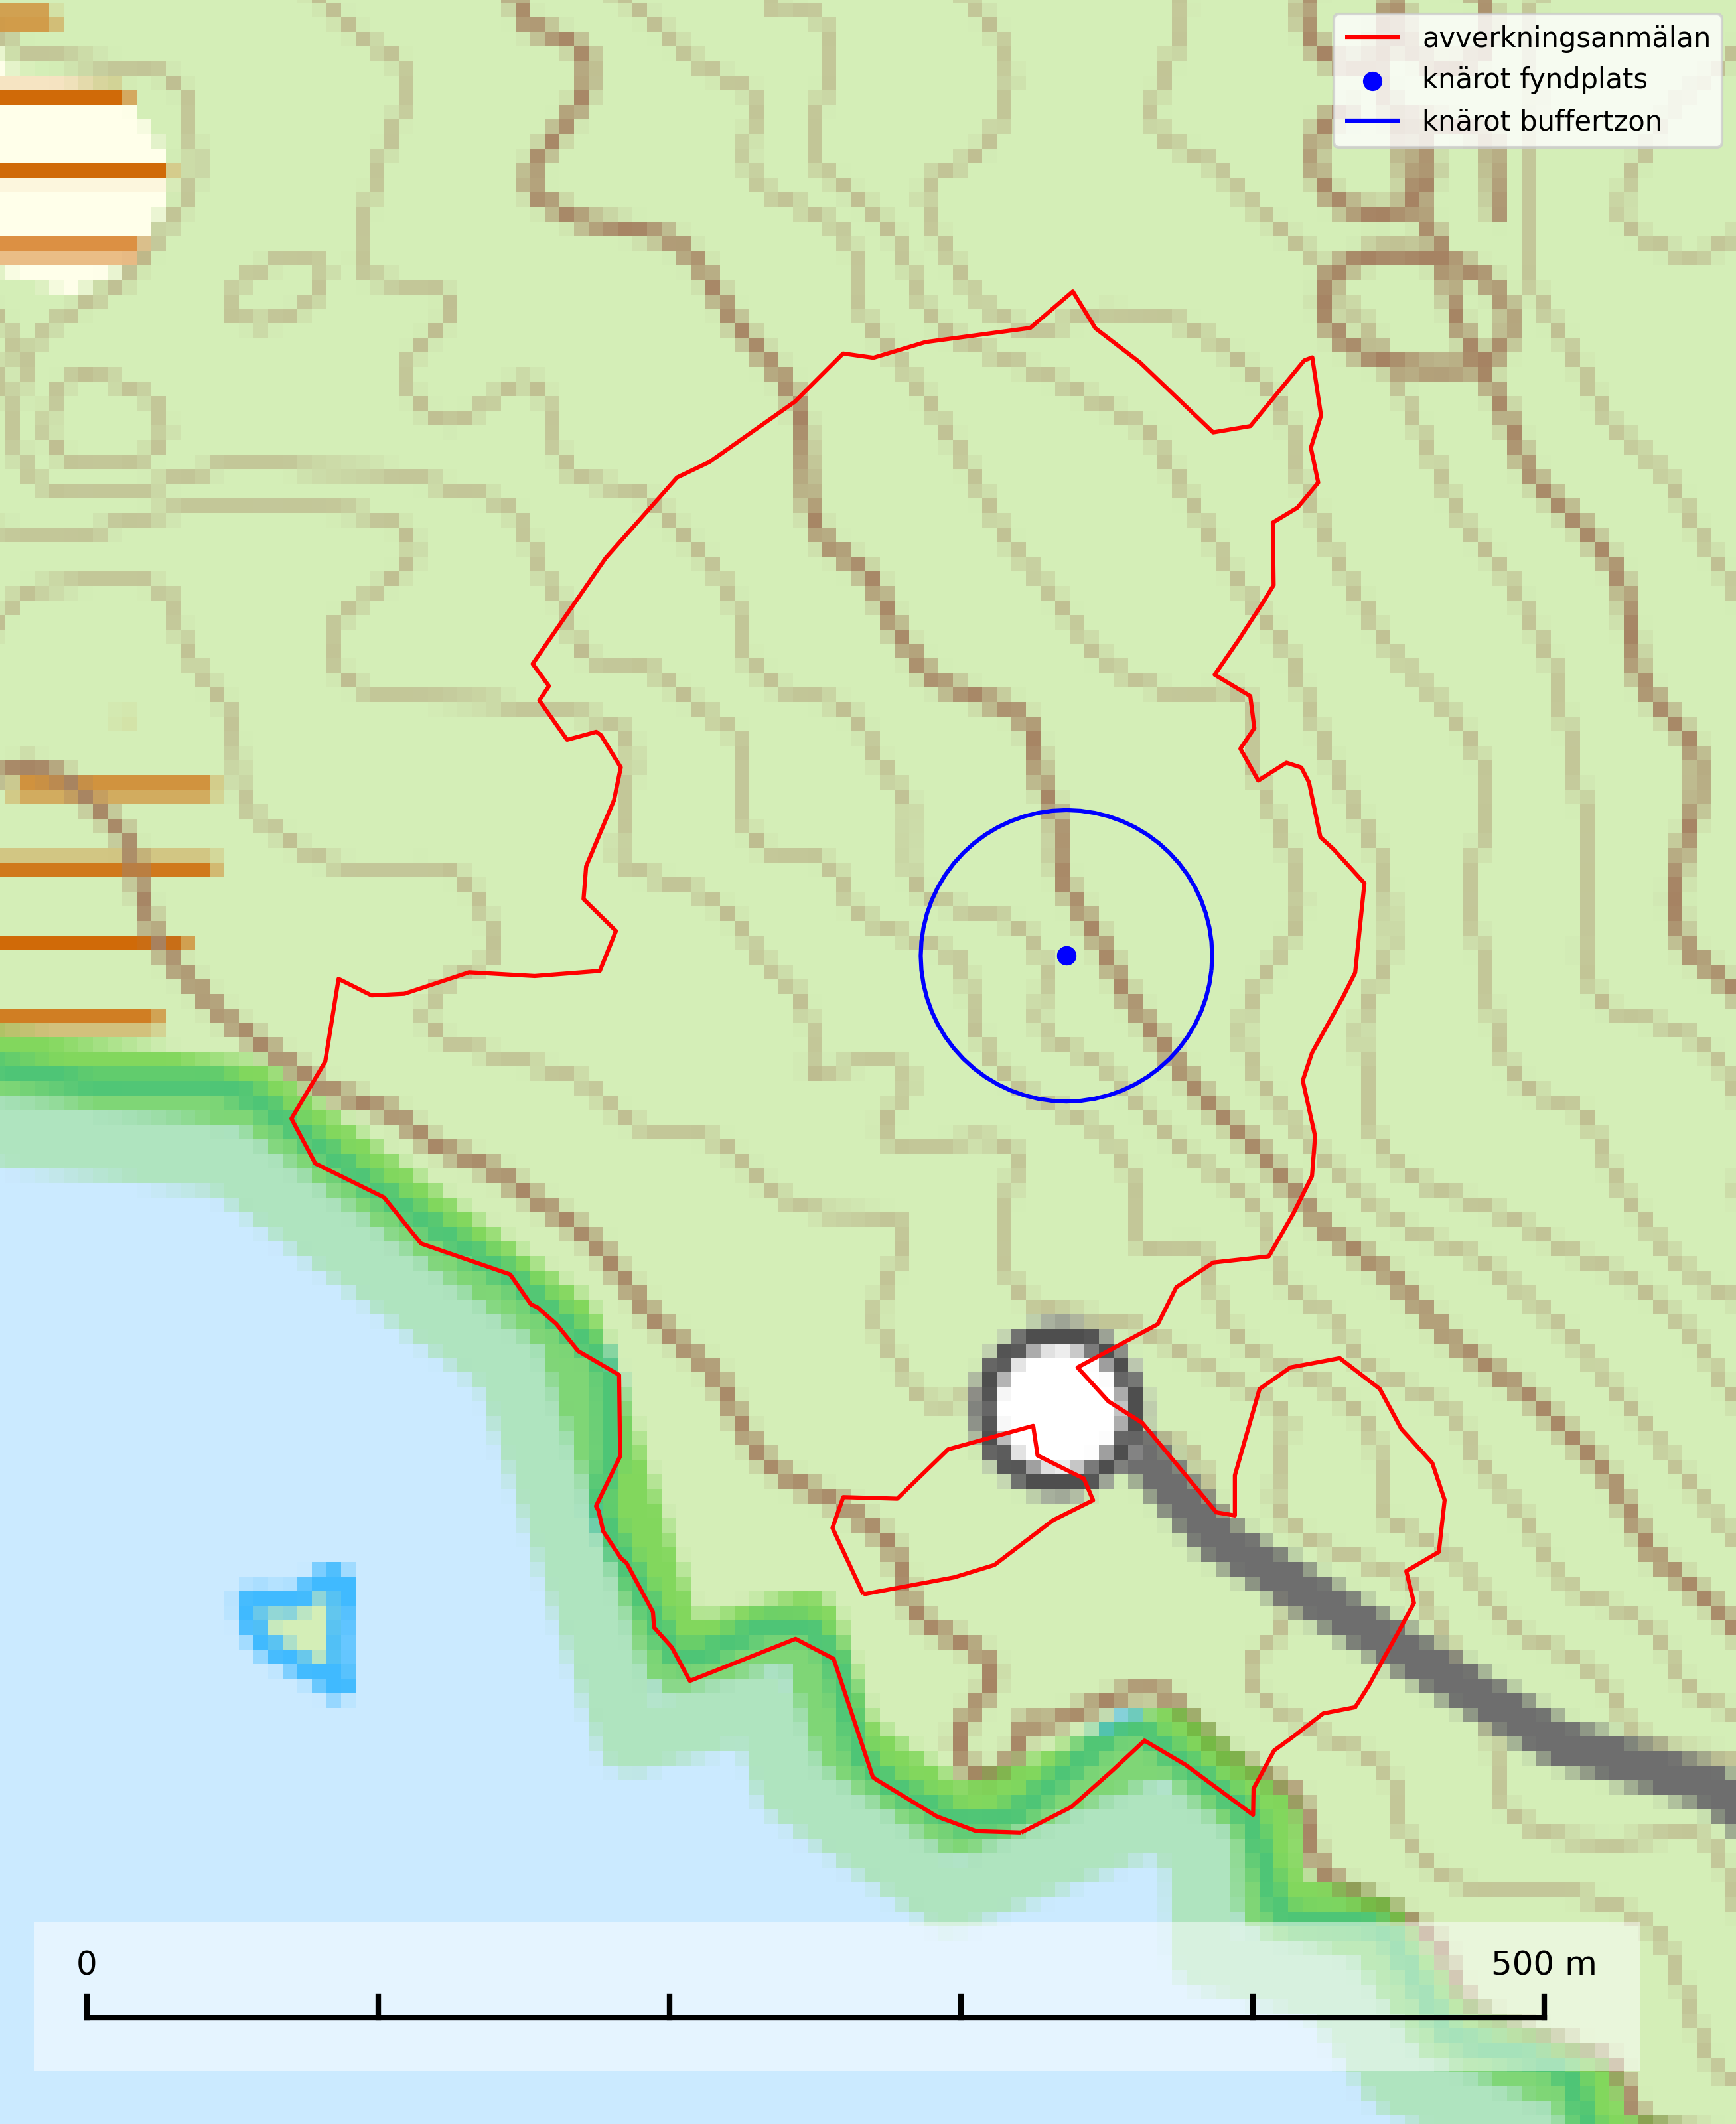 avverkningsanmälan
knärot fyndplats
knärot buffertzon
0 500 m